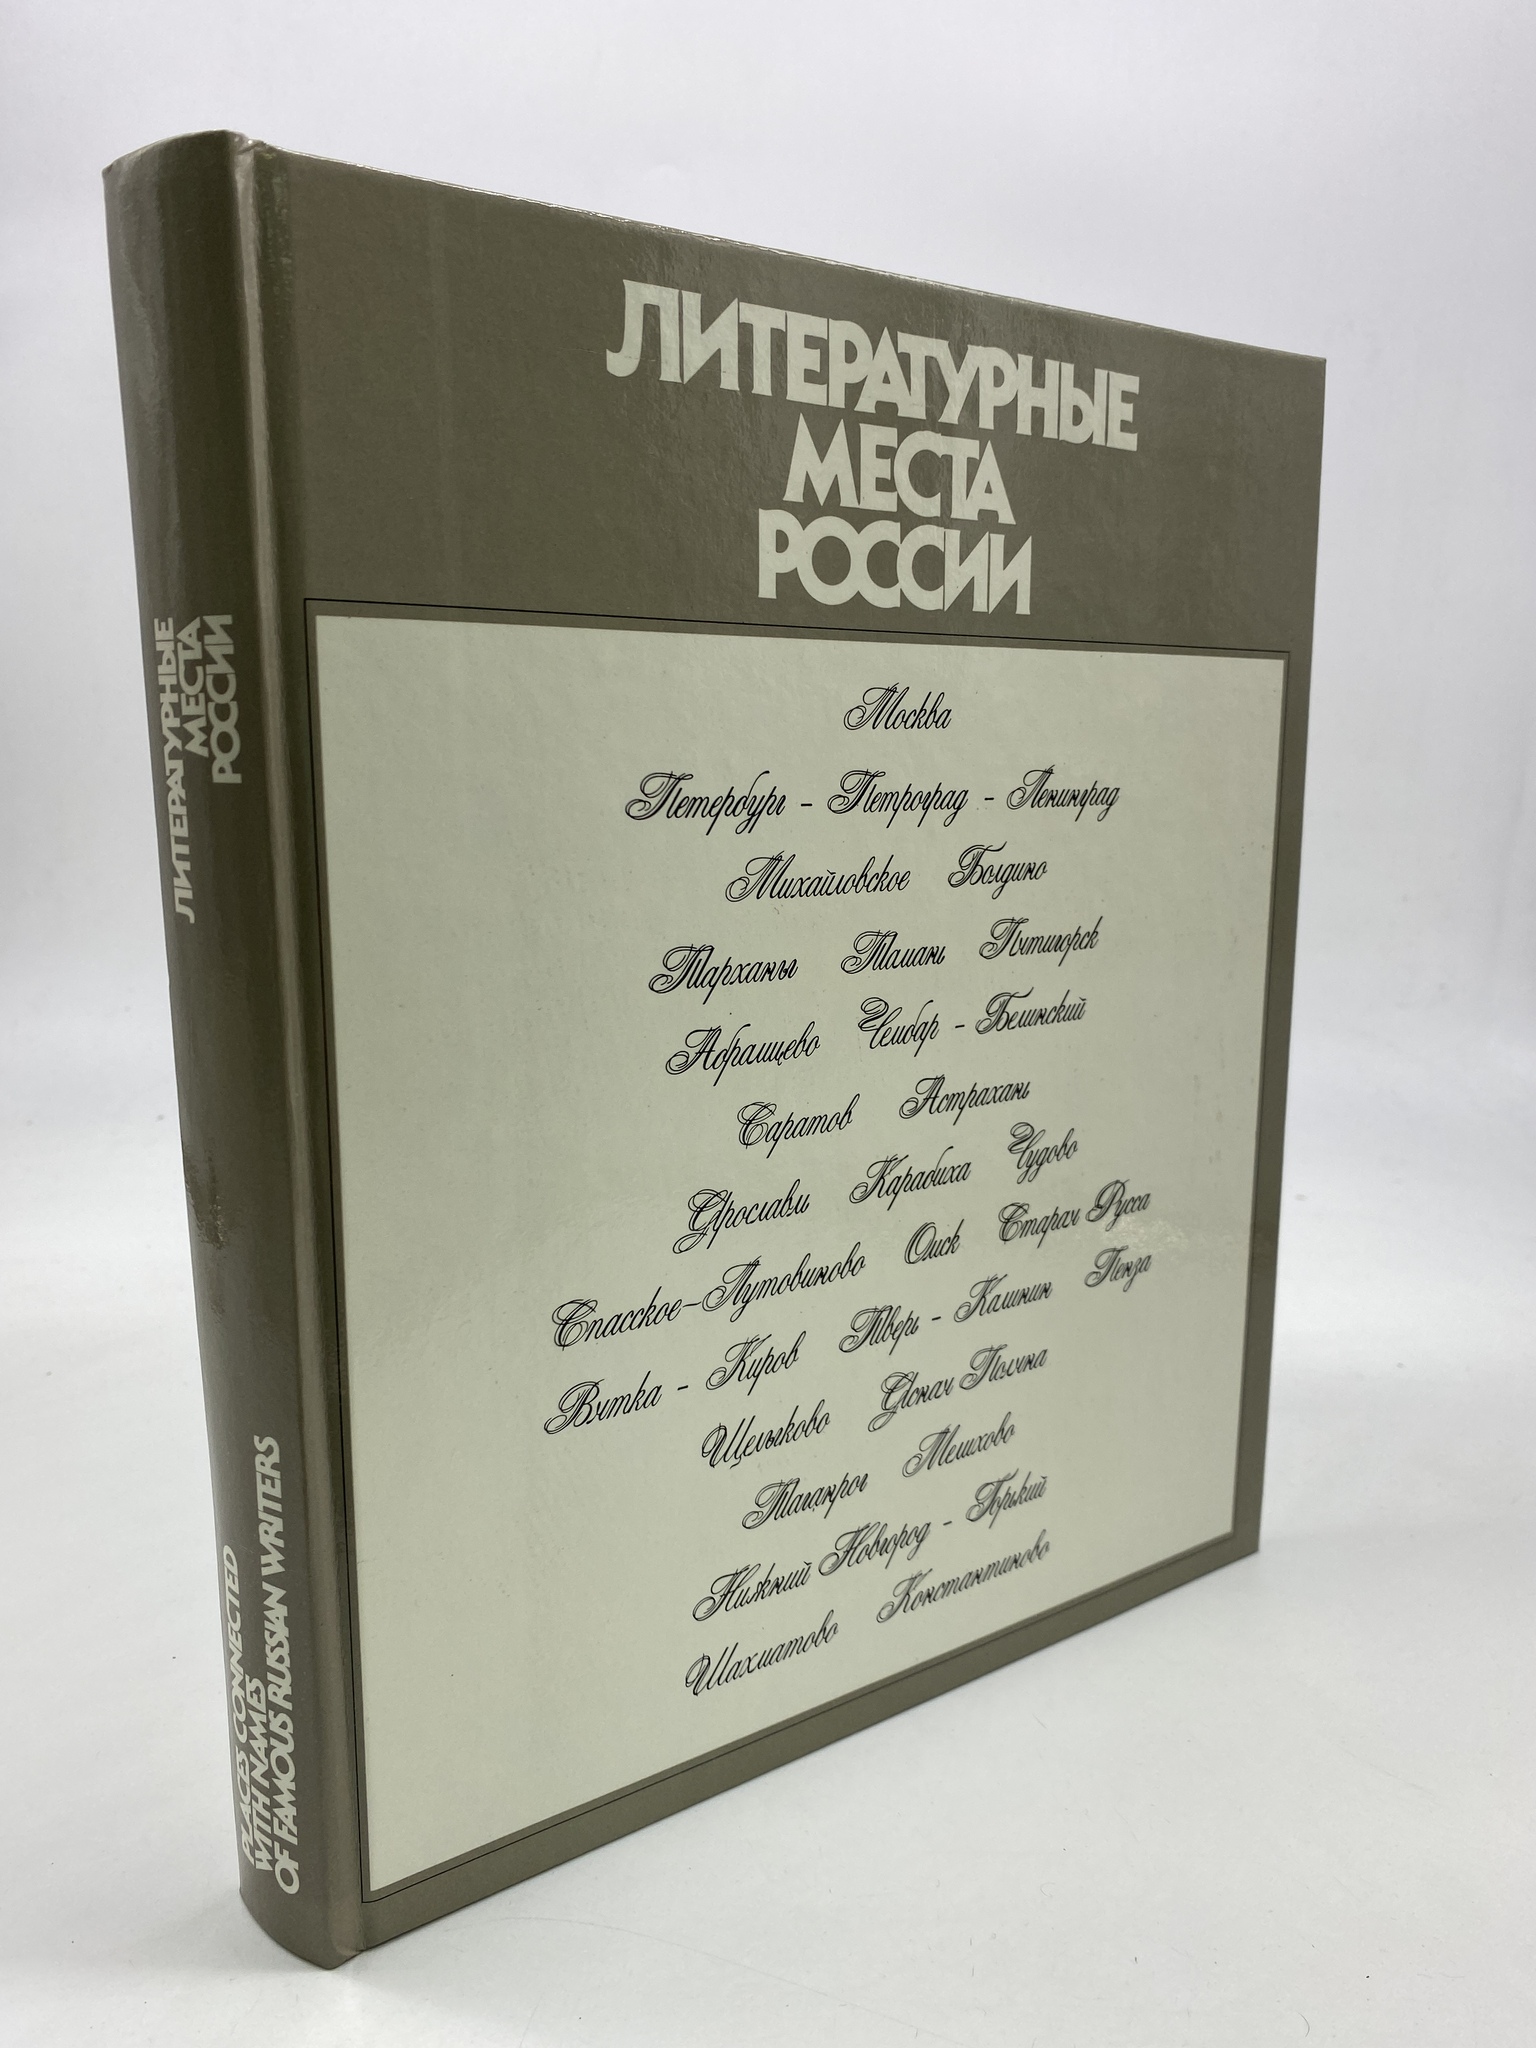 ЛИТЕРАТУРНЫЕ
МЕСТА
РОССИИ
Москва
Петербург - Петроград - Ленинград
Михайловское Болдино
Тарханы Тамань Пятигорск
Абрамцево Чембар - Белинский
Саратов Астрахань
Ярославль Карабиха Чудово
Спасское-Лутовиново Омск Старая Русса
Вятка - Киров Тверь - Калинин Пенза
Щелыково Ясная Поляна
Таганрог Мелихово
Нижний Новгород - Горький
Шахматово Константиново
ЛИТЕРАТУРНЫЕ
МЕСТА
РОССИИ
PLACES CONNECTED
WITH NAMES
OF FAMOUS RUSSIAN WRITERS